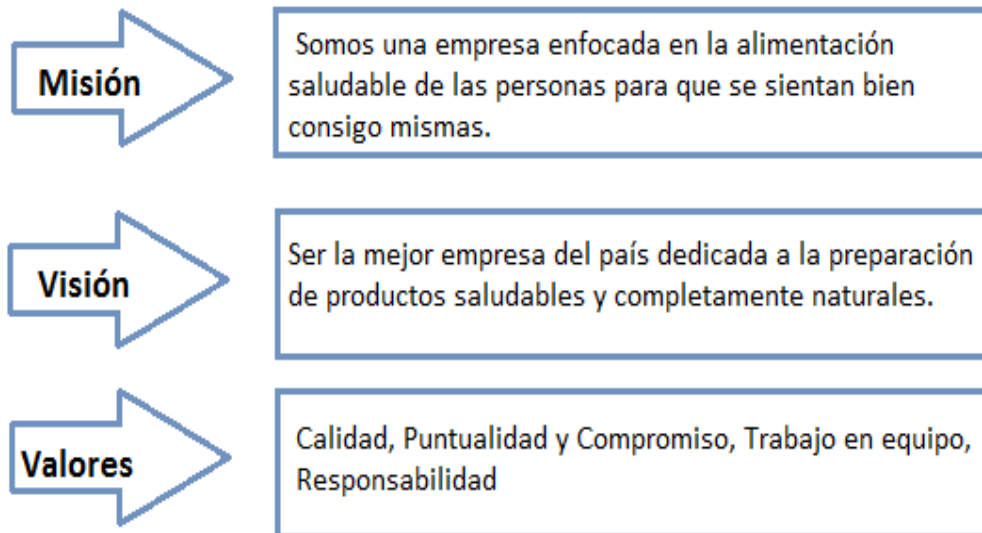 Misión
Somos una empresa enfocada en la alimentación
saludable de las personas para que se sientan bien
consigo mismas.
Visión
Ser la mejor empresa del país dedicada a la preparación
de productos saludables y completamente naturales.
Valores
Calidad, Puntualidad y Compromiso, Trabajo en equipo,
Responsabilidad